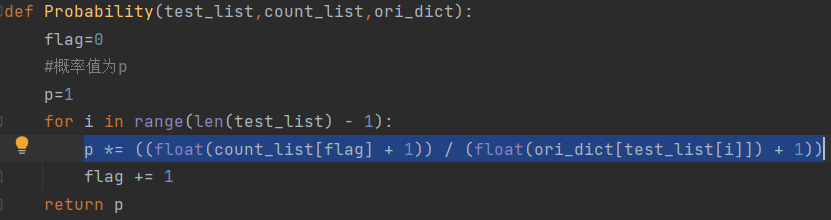 def Probability(test_list,count_list,ori_dict):
    flag=0
    #概率值为p
    p=1
    for i in range(len(test_list) - 1):
        p *= ((float(count_list[flag] + 1)) / (float(ori_dict[test_list[i]]) + 1))
        flag += 1
    return p